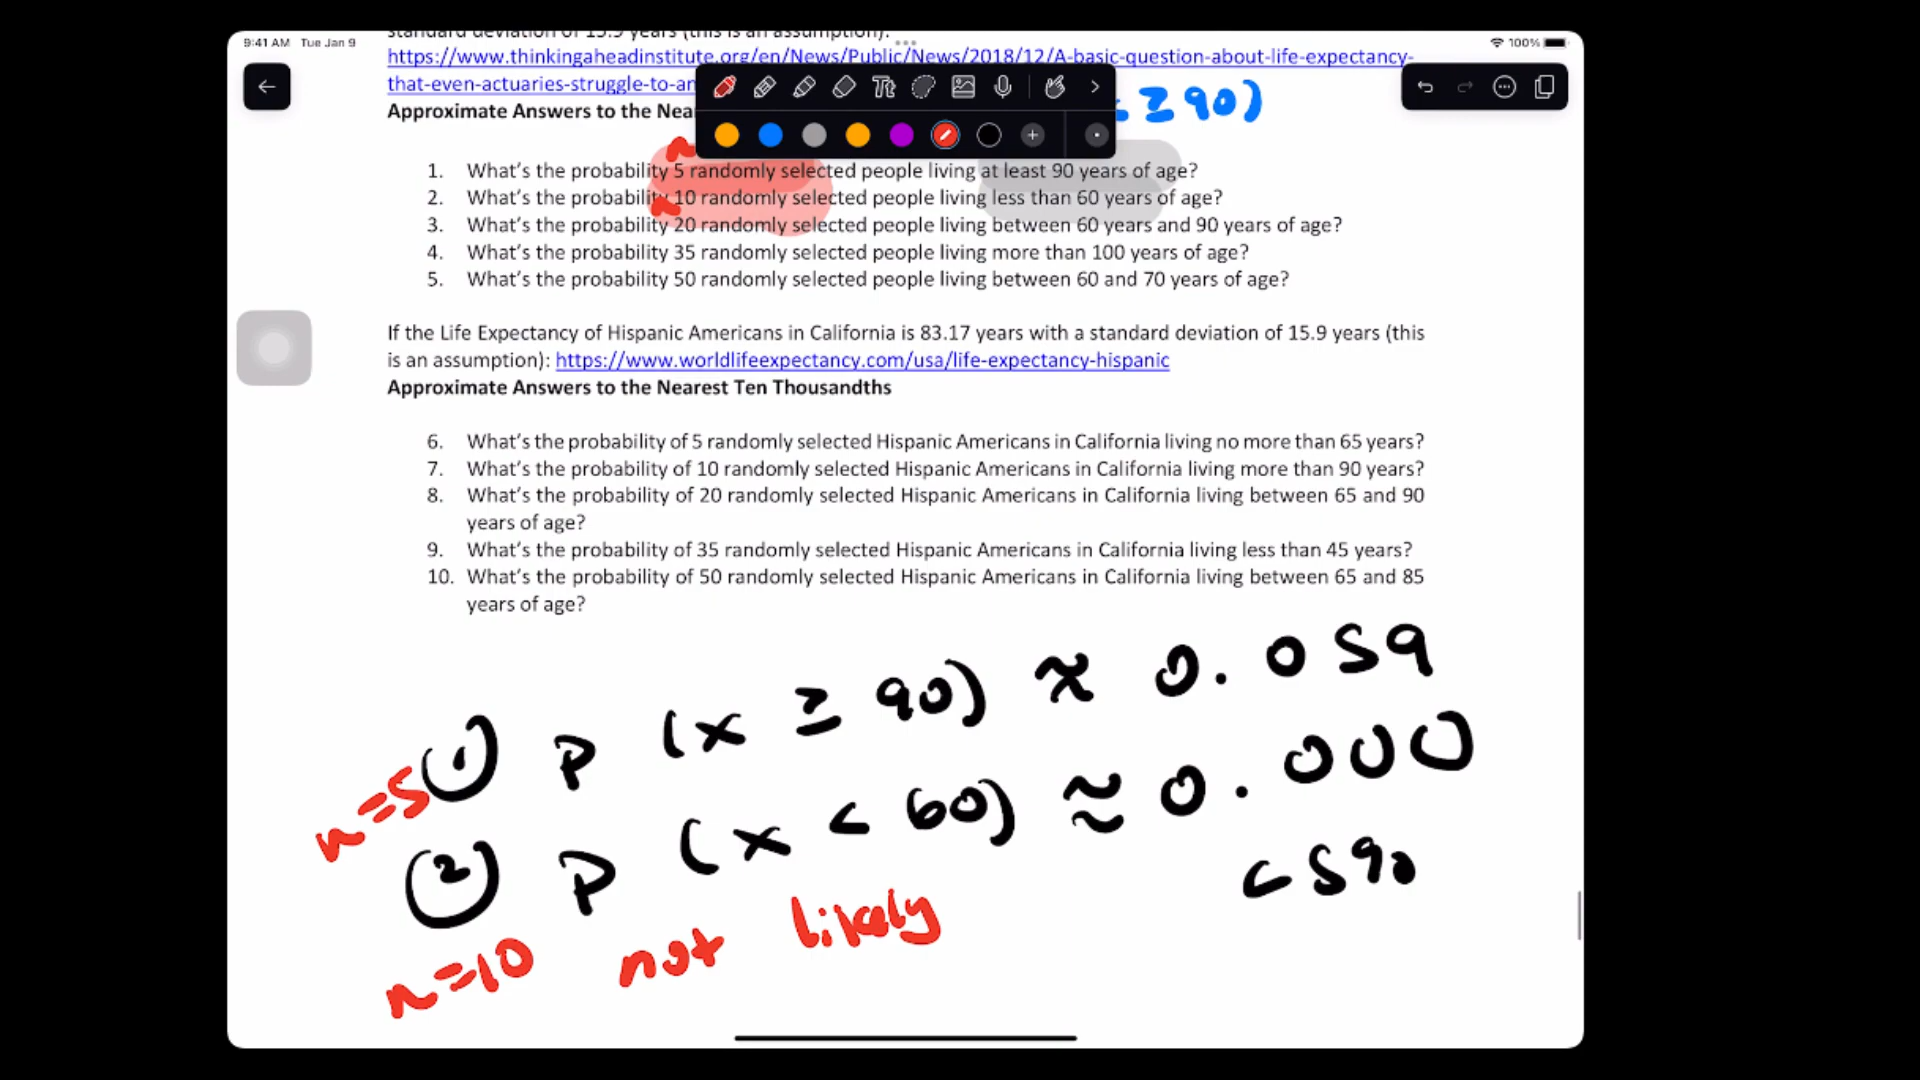 9:41 AM Tue Jan 9
100%
standard deviation of 15.9 years (this is an assumption):
https://www.thinkingaheadinstitute.org/en/News/Public/News/2018/12/A-basic-question-about-life-expectancy-
that-even-actuaries-struggle-to-an
Approximate Answers to the Nea
≥ 90)
1. What's the probability 5 randomly selected people living at least 90 years of age?
2. What's the probability 10 randomly selected people living less than 60 years of age?
3. What's the probability 20 randomly selected people living between 60 years and 90 years of age?
4. What's the probability 35 randomly selected people living more than 100 years of age?
5. What's the probability 50 randomly selected people living between 60 and 70 years of age?
If the Life Expectancy of Hispanic Americans in California is 83.17 years with a standard deviation of 15.9 years (this
is an assumption): https://www.worldlifeexpectancy.com/usa/life-expectancy-hispanic
Approximate Answers to the Nearest Ten Thousandths
6. What's the probability of 5 randomly selected Hispanic Americans in California living no more than 65 years?
7. What's the probability of 10 randomly selected Hispanic Americans in California living more than 90 years?
8. What's the probability of 20 randomly selected Hispanic Americans in California living between 65 and 90
years of age?
9. What's the probability of 35 randomly selected Hispanic Americans in California living less than 45 years?
10. What's the probability of 50 randomly selected Hispanic Americans in California living between 65 and 85
years of age?
n=5 ① P (x ≥ 90) ≈ 0.059
② P (x < 60) ≈ 0.000
< 5%
n=10 not likely